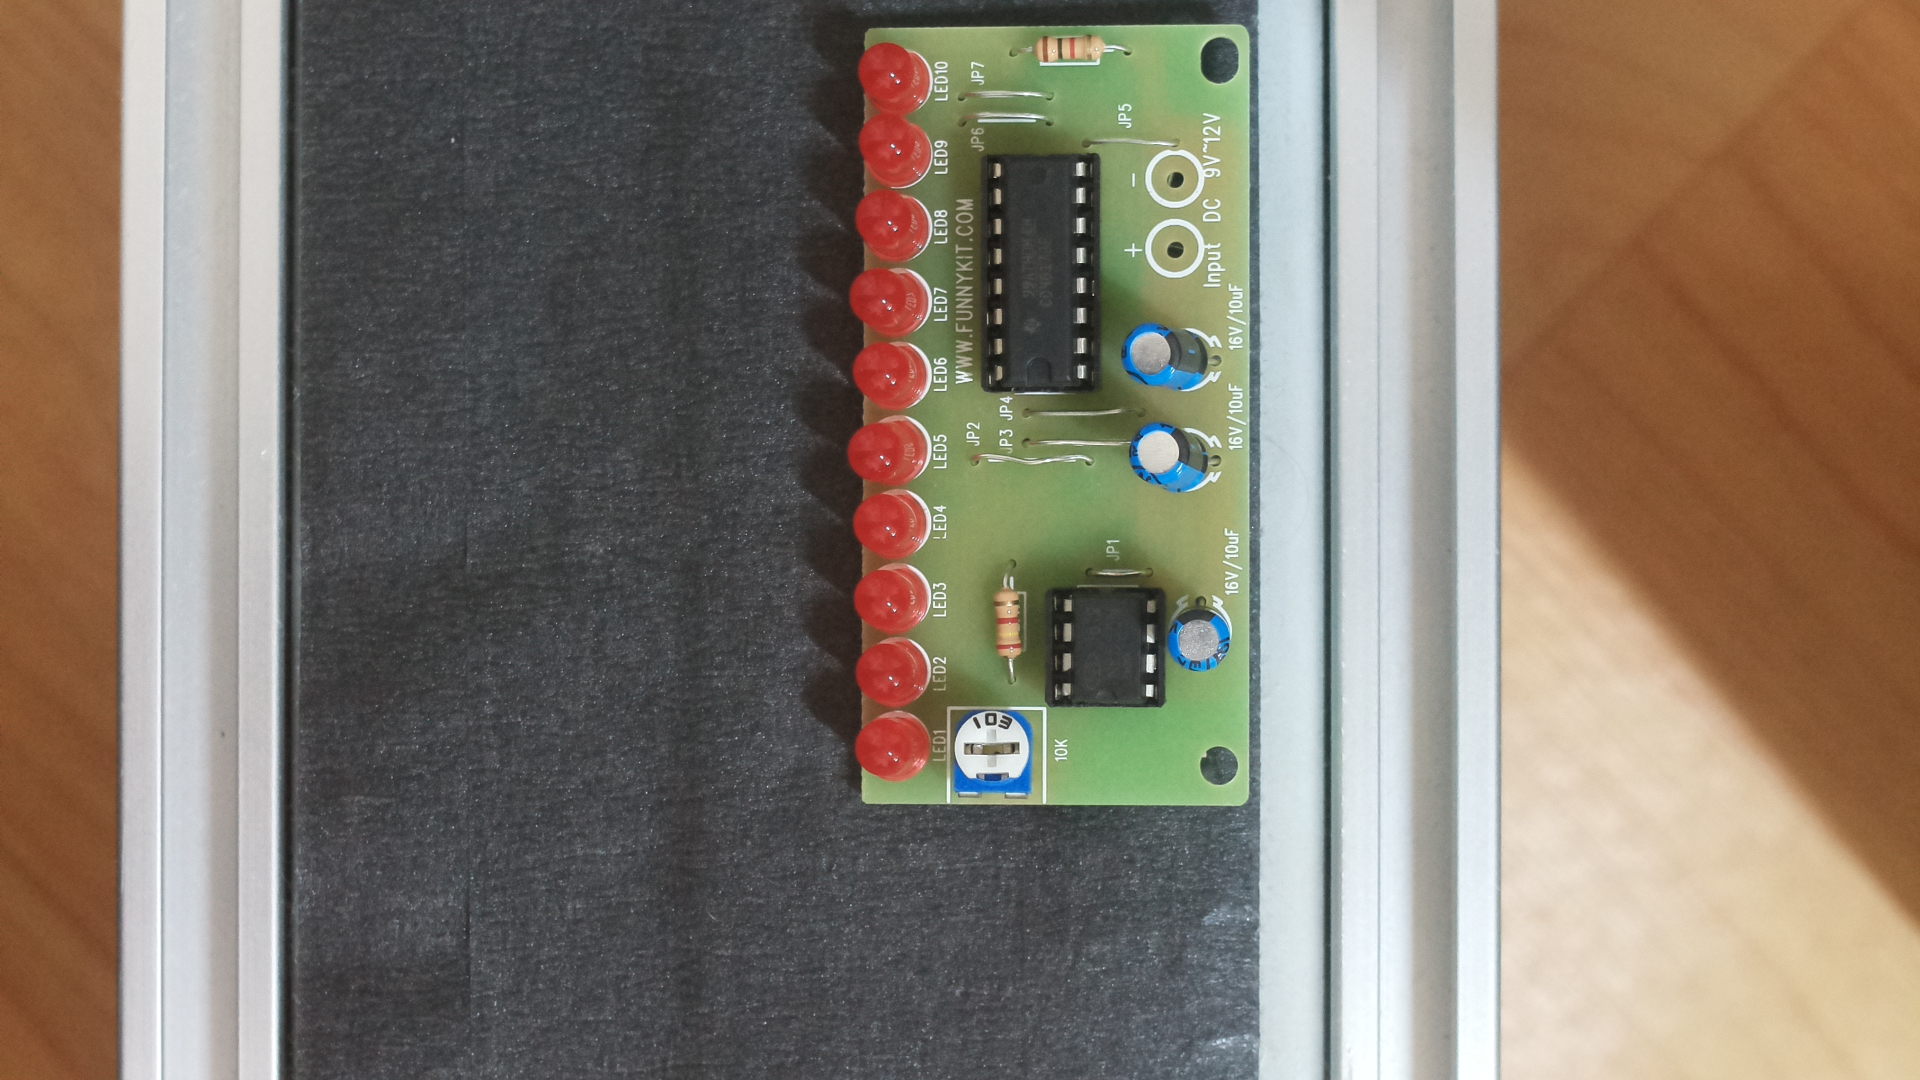 LED10
LED9
LED8
LED7
LED6
LED5
LED4
LED3
LED2
LED1
JP7
JP6
JP5
WWW.FUNNYKIT.COM
- +
Input DC 9V~12V
16V/10uF
16V/10uF
16V/10uF
JP4
JP3
JP2
JP1
103
10K